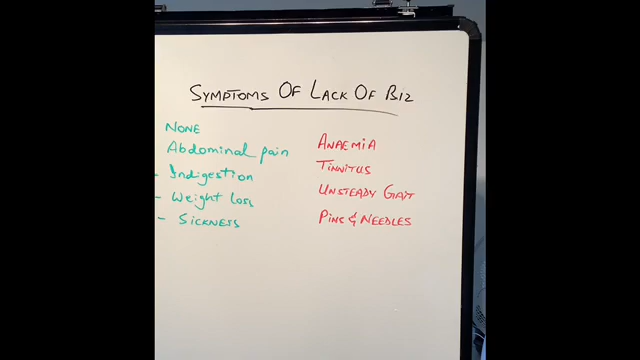 SYMPTOMS OF LACK OF B12
NONE
Abdominal pain
- Indigestion
- Weight loss
- SICKNESS
ANAEMIA
TINNITUS
UNSTEADY GAIT
PINS & NEEDLES